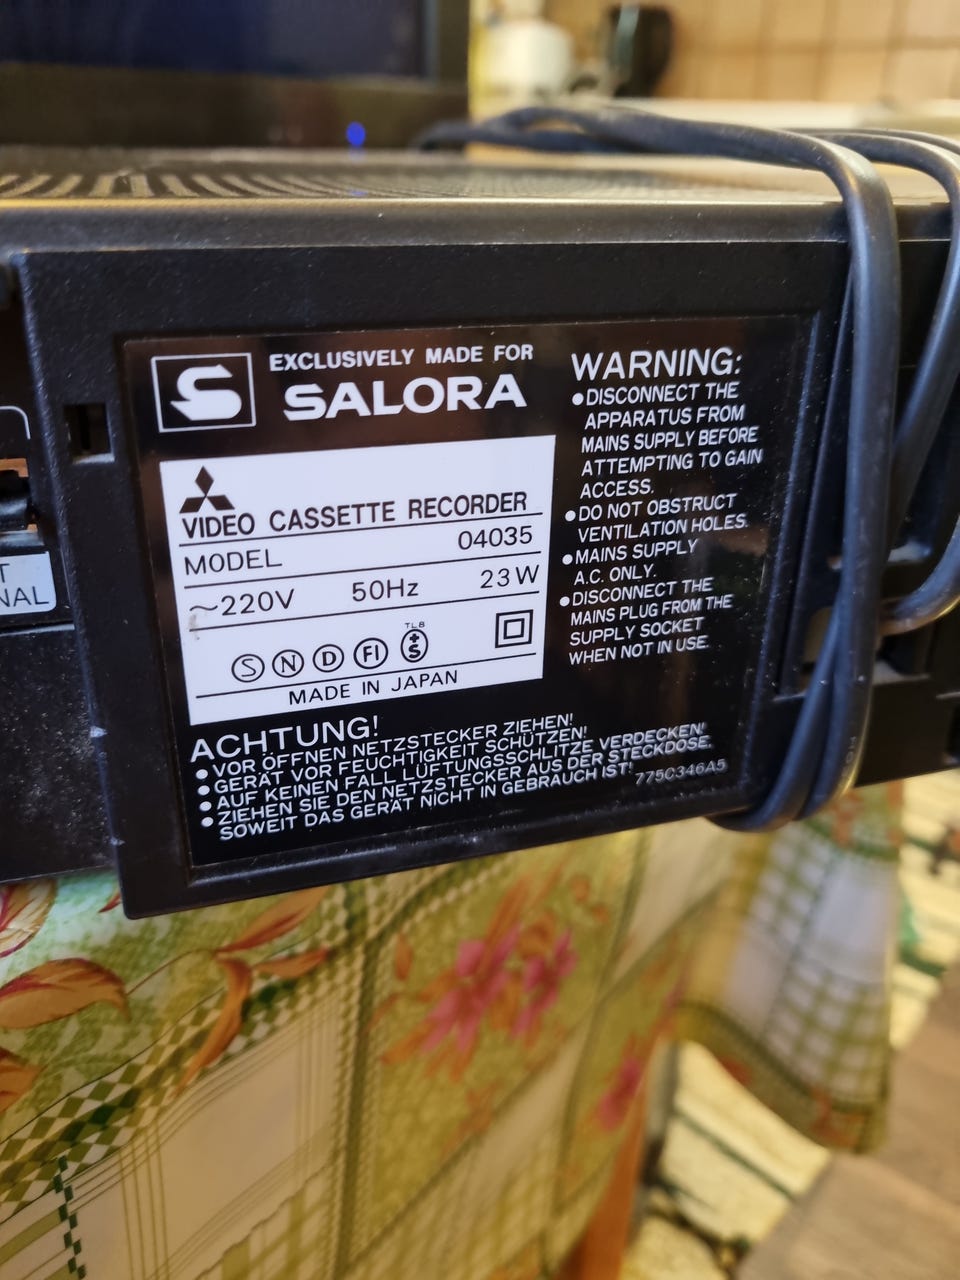 EXCLUSIVELY MADE FOR
SALORA
VIDEO CASSETTE RECORDER
MODEL 04035
~220V 50Hz 23W
TLB
S N D FI +S
MADE IN JAPAN
WARNING:
●DISCONNECT THE
APPARATUS FROM
MAINS SUPPLY BEFORE
ATTEMPTING TO GAIN
ACCESS.
●DO NOT OBSTRUCT
VENTILATION HOLES.
●MAINS SUPPLY
A.C. ONLY.
●DISCONNECT THE
MAINS PLUG FROM THE
SUPPLY SOCKET
WHEN NOT IN USE.
ACHTUNG!
●VOR ÖFFNEN NETZSTECKER ZIEHEN!
●GERÄT VOR FEUCHTIGKEIT SCHÜTZEN!
●AUF KEINEN FALL LÜFTUNGSSCHLITZE VERDECKEN!
●ZIEHEN SIE DEN NETZSTECKER AUS DER STECKDOSE,
SOWEIT DAS GERÄT NICHT IN GEBRAUCH IST!
775C346A5